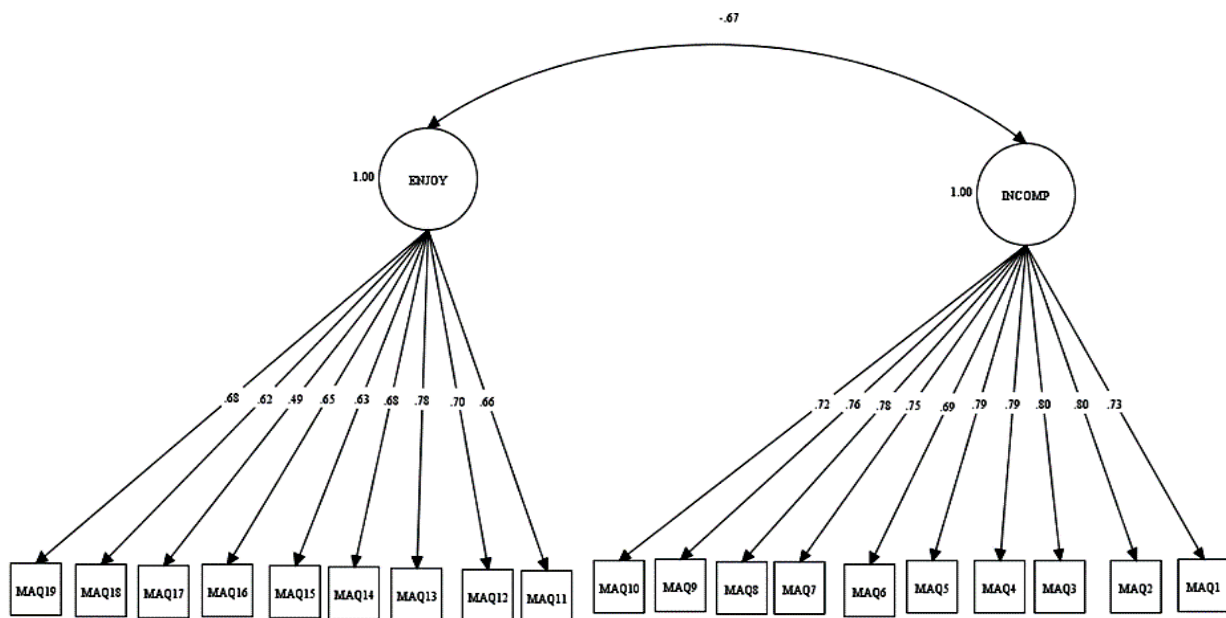 -.67
1.00
ENJOY
1.00
INCOMP
.68 .62 .49 .65 .63 .68 .78 .70 .66
.72 .76 .78 .75 .69 .79 .79 .80 .80 .73
MAQ19 MAQ18 MAQ17 MAQ16 MAQ15 MAQ14 MAQ13 MAQ12 MAQ11
MAQ10 MAQ9 MAQ8 MAQ7 MAQ6 MAQ5 MAQ4 MAQ3 MAQ2 MAQ1